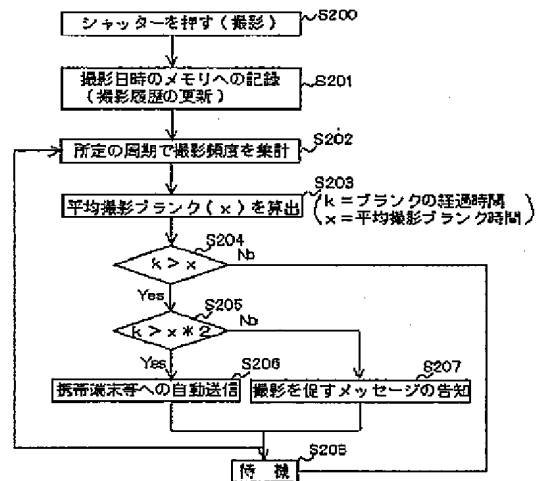 シャッターを押す(撮影)
S200
撮影日時のメモリへの記録
(撮影履歴の更新)
S201
所定の周期で撮影頻度を集計
S202
平均撮影ブランク(x)を算出
S203
(k=ブランクの経過時間
x=平均撮影ブランク時間)
k>x
S204
No
Yes
k>x*2
S205
No
Yes
携帯端末等への自動送信
S206
撮影を促すメッセージの告知
S207
待 機
S208